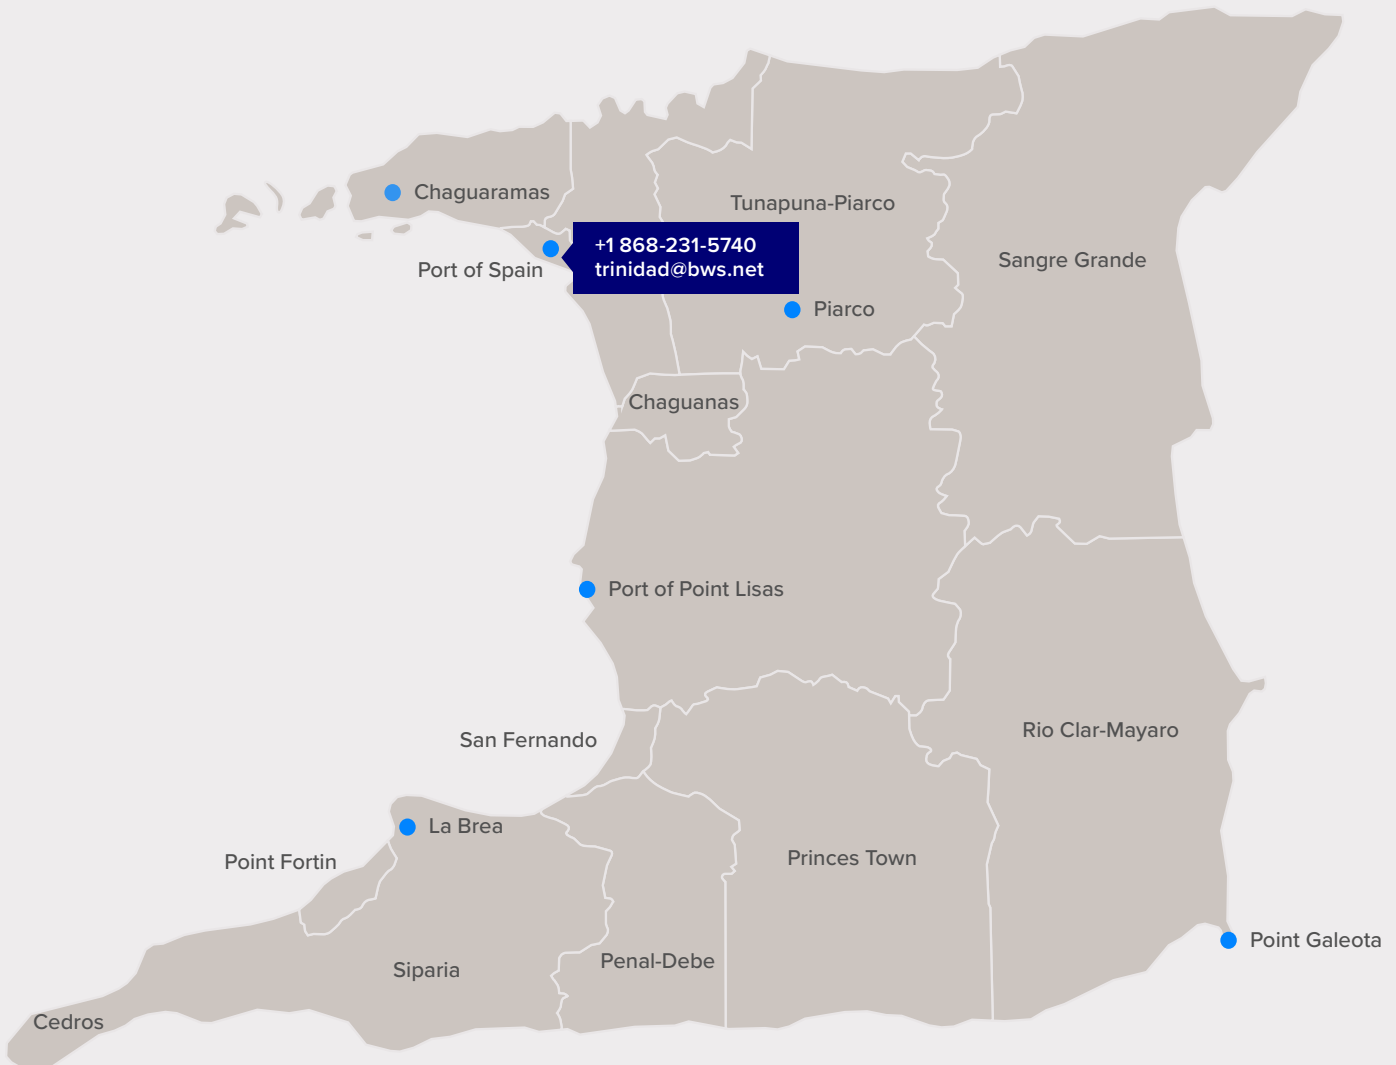 Chaguaramas
Tunapuna-Piarco
+1 868-231-5740
trinidad@bws.net
Port of Spain
Sangre Grande
Piarco
Chaguanas
Port of Point Lisas
San Fernando
Rio Clar-Mayaro
La Brea
Point Fortin
Princes Town
Point Galeota
Penal-Debe
Siparia
Cedros